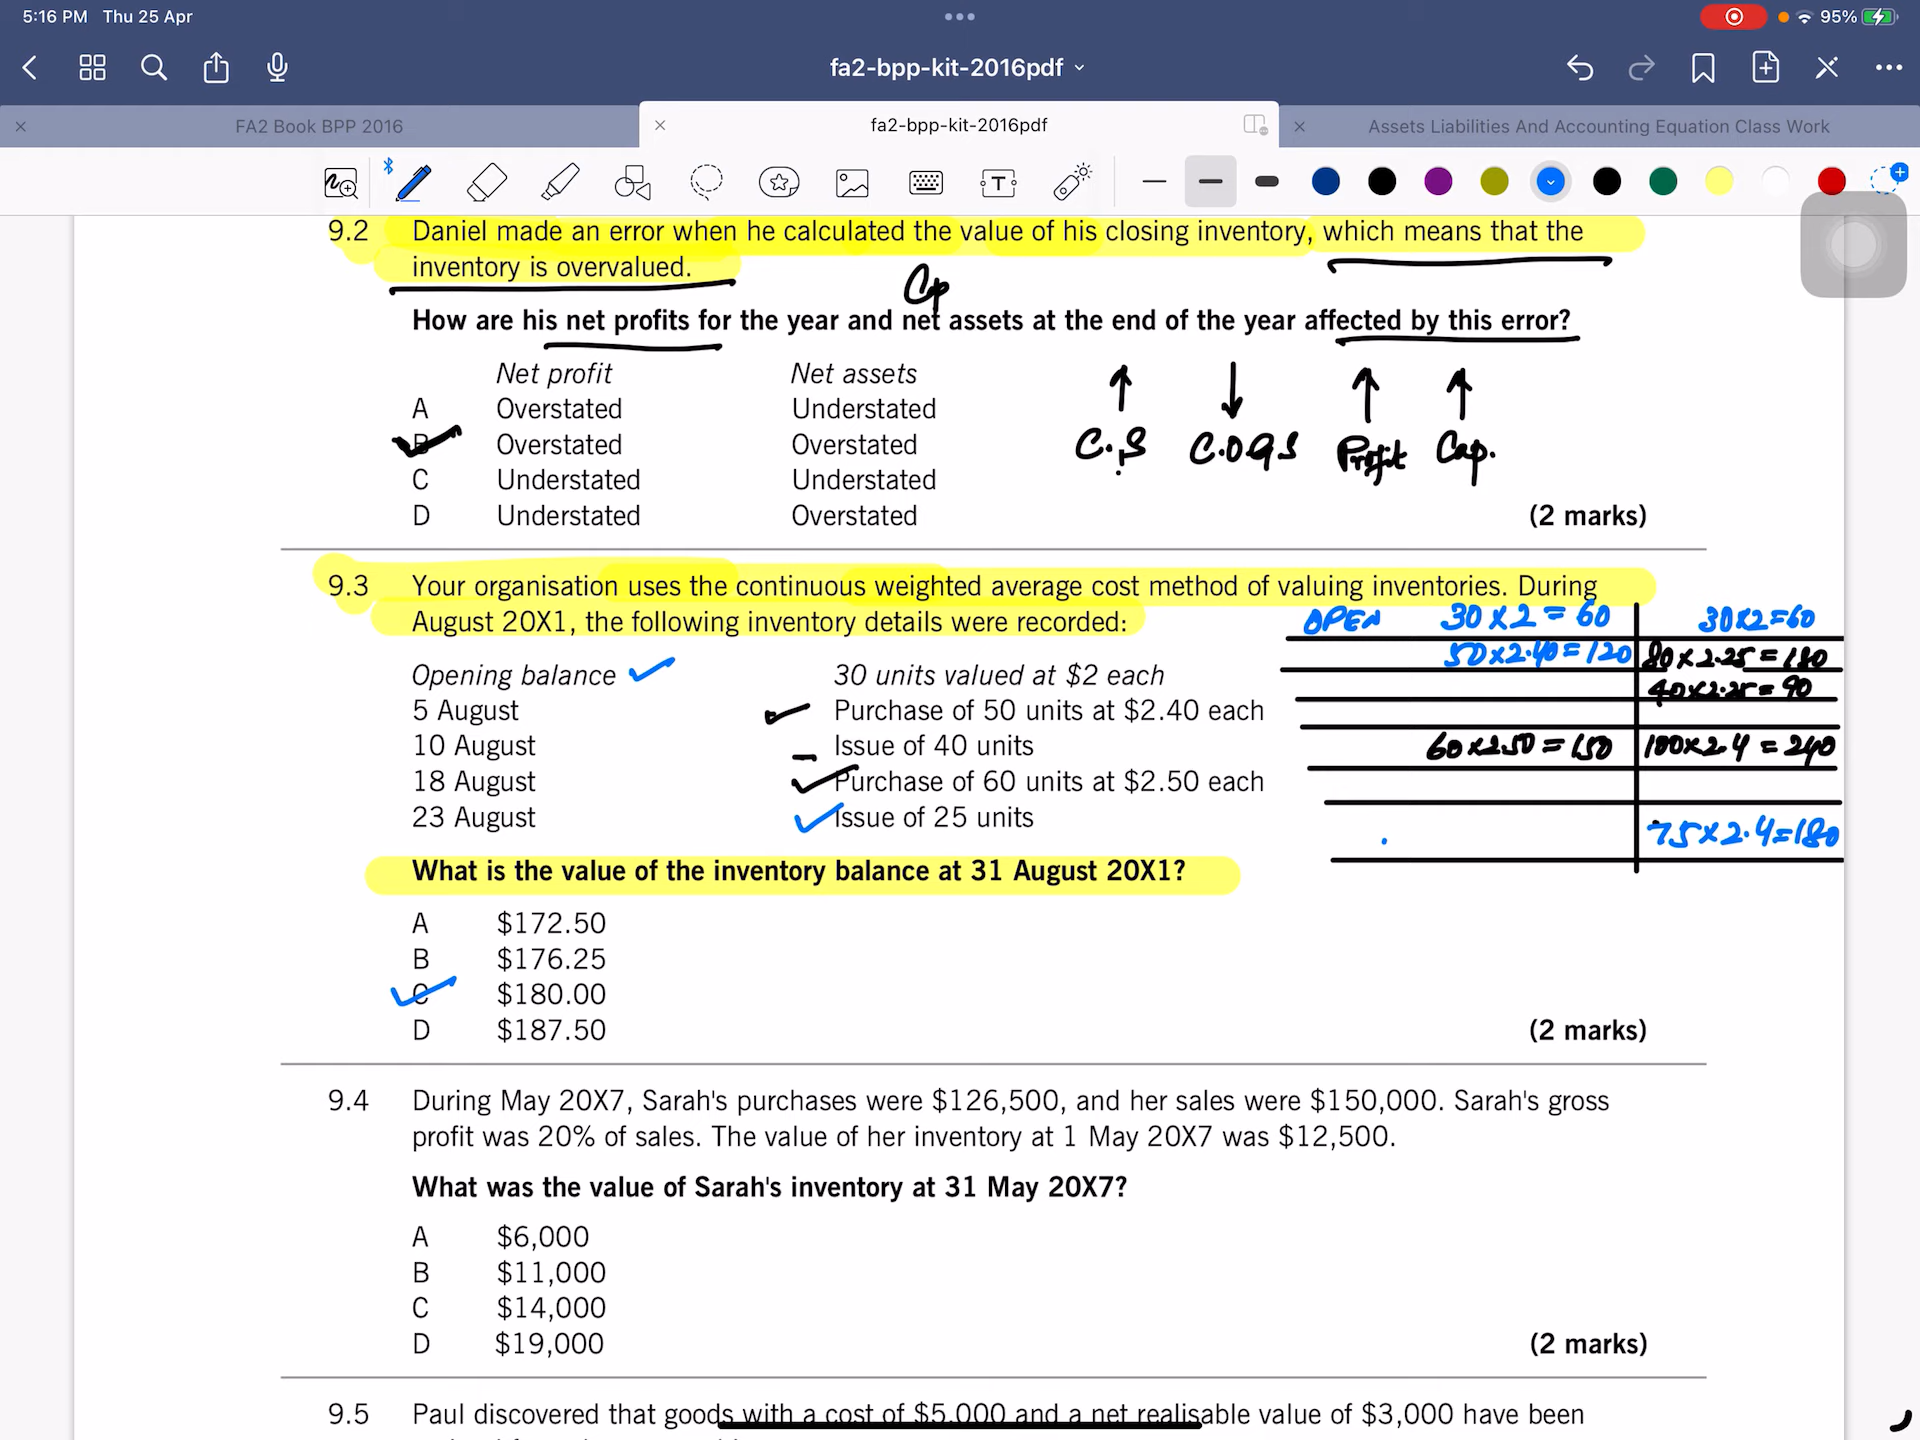 5:16 PM Thu 25 Apr
95%
fa2-bpp-kit-2016pdf
FA2 Book BPP 2016
fa2-bpp-kit-2016pdf
Assets Liabilities And Accounting Equation Class Work
9.2 Daniel made an error when he calculated the value of his closing inventory, which means that the
inventory is overvalued.
Cap
How are his net profits for the year and net assets at the end of the year affected by this error?
Net profit Net assets
A Overstated Understated
B Overstated Overstated
C Understated Understated
D Understated Overstated
↑ ↓ ↑ ↑
C.S C.O.G.S Profit Cap.
(2 marks)
9.3 Your organisation uses the continuous weighted average cost method of valuing inventories. During
August 20X1, the following inventory details were recorded:
Opening balance 30 units valued at $2 each
5 August Purchase of 50 units at $2.40 each
10 August Issue of 40 units
18 August Purchase of 60 units at $2.50 each
23 August Issue of 25 units
OPEN 30 x 2 = 60 30x2=60
50x2.40=120 80x2.25=180
40x2.25=90
60x2.50=150 100x2.4=240
75x2.4=180
What is the value of the inventory balance at 31 August 20X1?
A $172.50
B $176.25
C $180.00
D $187.50
(2 marks)
9.4 During May 20X7, Sarah's purchases were $126,500, and her sales were $150,000. Sarah's gross
profit was 20% of sales. The value of her inventory at 1 May 20X7 was $12,500.
What was the value of Sarah's inventory at 31 May 20X7?
A $6,000
B $11,000
C $14,000
D $19,000
(2 marks)
9.5 Paul discovered that goods with a cost of $5,000 and a net realisable value of $3,000 have been